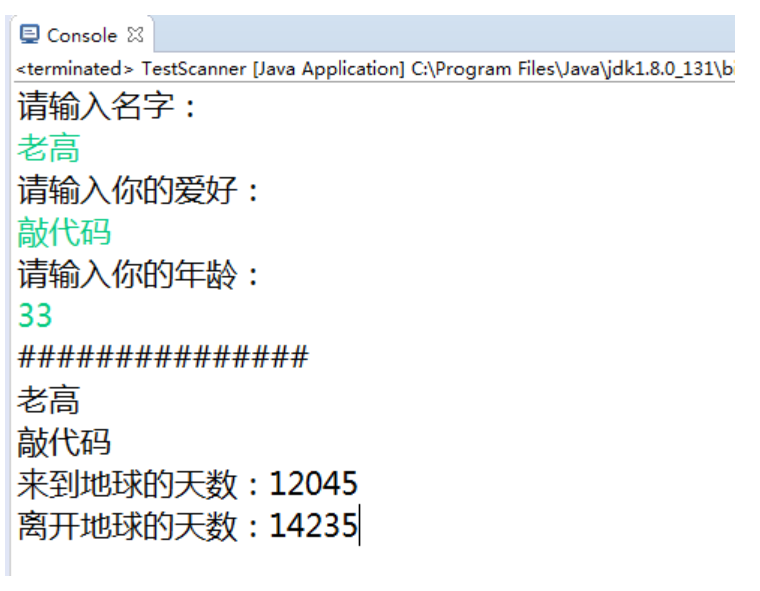 Console
<terminated> TestScanner [Java Application] C:\Program Files\Java\jdk1.8.0_131\b
请输入名字：
老高
请输入你的爱好：
敲代码
请输入你的年龄：
33
###############
老高
敲代码
来到地球的天数：12045
离开地球的天数：14235